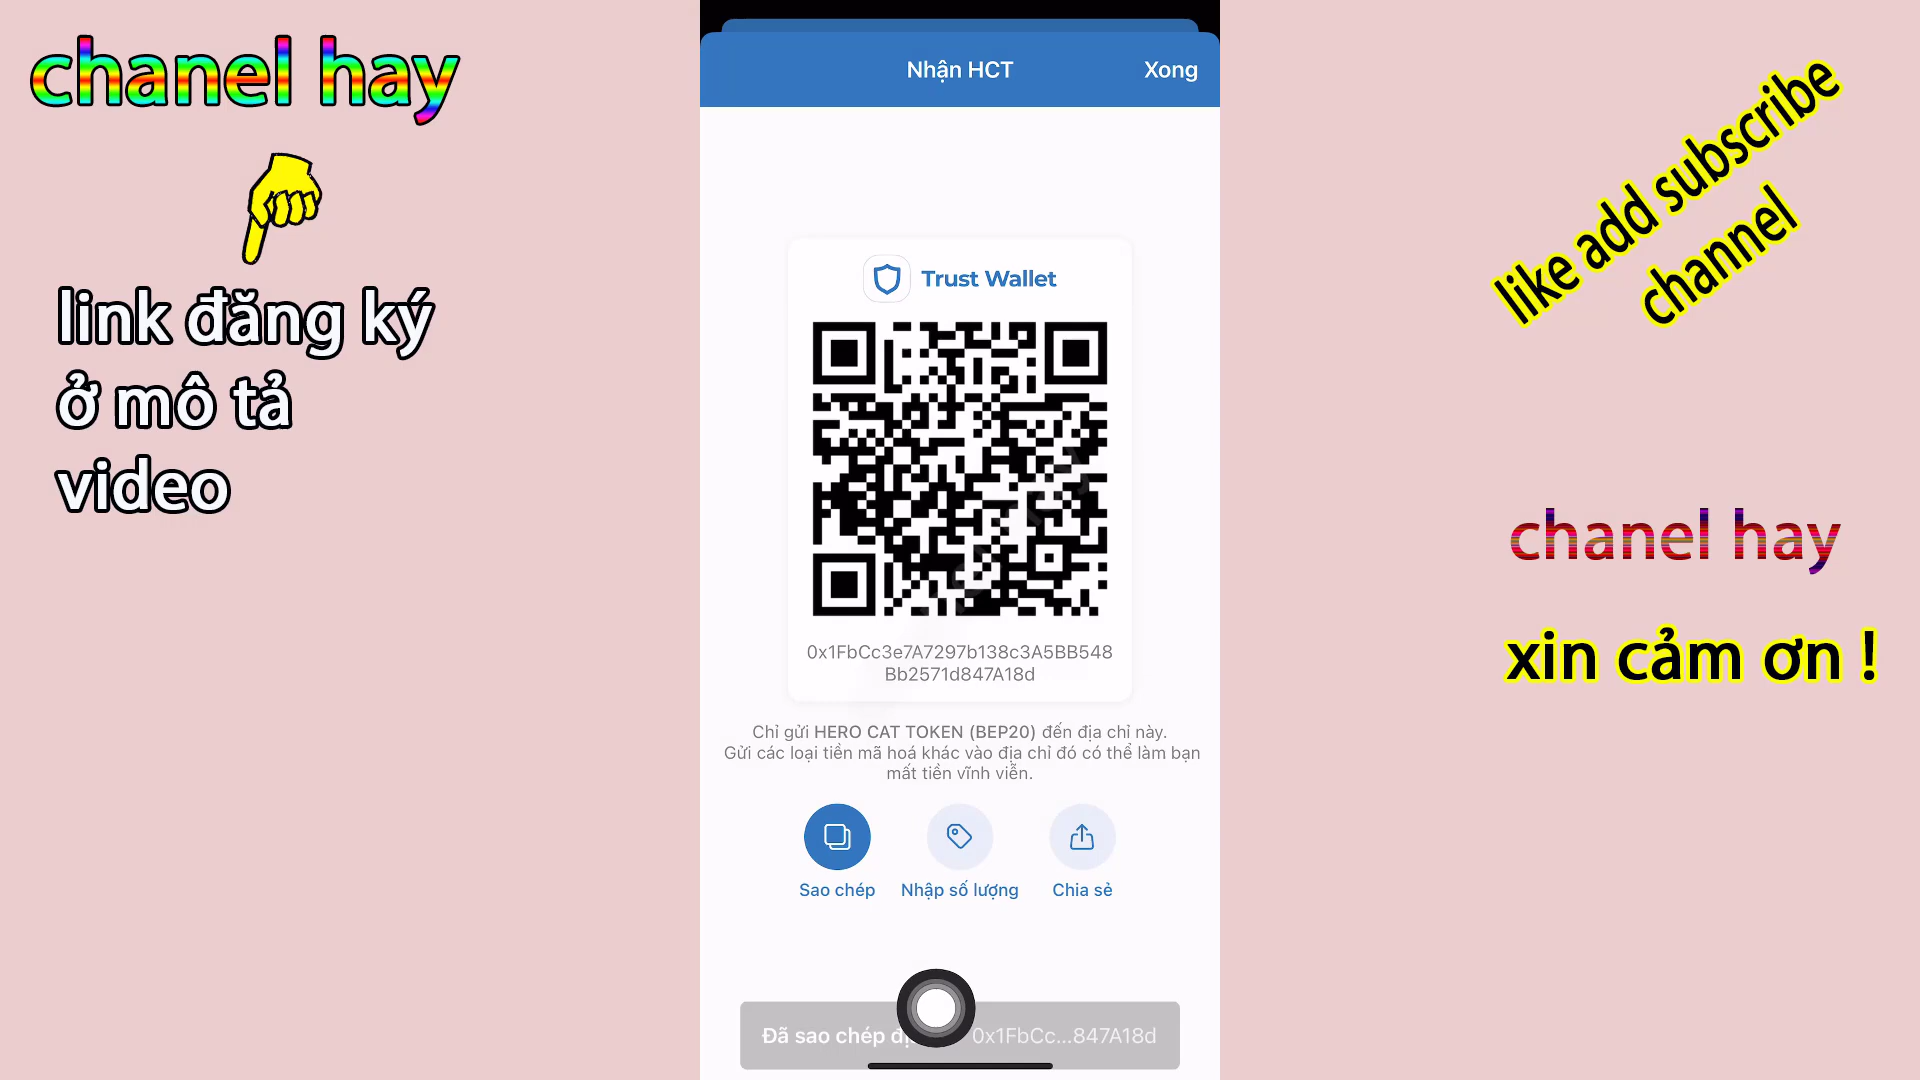 chanel hay
link đăng ký
ở mô tả
video
Nhận HCT
Xong
Trust Wallet
0x1FbCc3e7A7297b138c3A5BB548
Bb2571d847A18d
Chỉ gửi HERO CAT TOKEN (BEP20) đến địa chỉ này.
Gửi các loại tiền mã hoá khác vào địa chỉ đó có thể làm bạn
mất tiền vĩnh viễn.
Sao chép
Nhập số lượng
Chia sẻ
Đã sao chép 0x1FbCc...847A18d
like add subscribe
channel
chanel hay
xin cảm ơn !